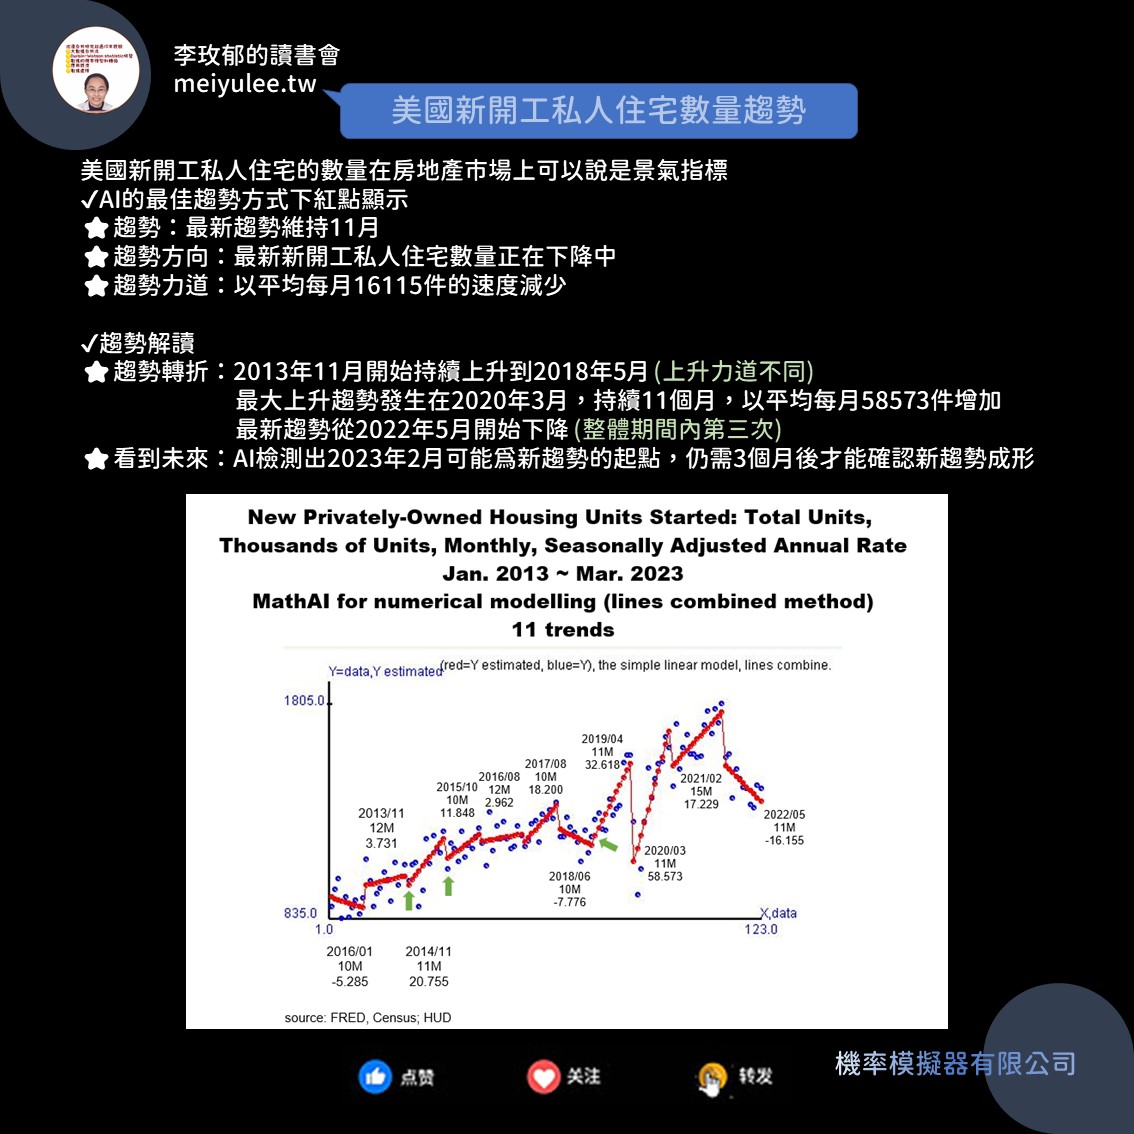 李玫郁的讀書會
meiyulee.tw
美國新開工私人住宅數量趨勢
美國新開工私人住宅的數量在房地產市場上可以說是景氣指標
✓AI的最佳趨勢方式下紅點顯示
★趨勢：最新趨勢維持11月
★趨勢方向：最新新開工私人住宅數量正在下降中
★趨勢力道：以平均每月16115件的速度減少
✓趨勢解讀
★趨勢轉折：2013年11月開始持續上升到2018年5月(上升力道不同)
最大上升趨勢發生在2020年3月，持續11個月，以平均每月58573件增加
最新趨勢從2022年5月開始下降(整體期間內第三次)
★看到未來：AI檢測出2023年2月可能爲新趨勢的起點，仍需3個月後才能確認新趨勢成形
New Privately-Owned Housing Units Started: Total Units,
Thousands of Units, Monthly, Seasonally Adjusted Annual Rate
Jan. 2013 ~ Mar. 2023
MathAI for numerical modelling (lines combined method)
11 trends
(red=Y estimated, blue=Y), the simple linear model, lines combine.
Y=data,Y estimated
1805.0
2019/04
11M
32.618
2017/08
10M
18.200
2016/08
12M
2.962
2015/10
10M
11.848
2021/02
15M
17.229
2013/11
12M
3.731
2022/05
11M
-16.155
2020/03
11M
58.573
2018/06
10M
-7.776
835.0
X,data
1.0
123.0
2016/01
10M
-5.285
2014/11
11M
20.755
source: FRED, Census; HUD
点赞
关注
转发
機率模擬器有限公司